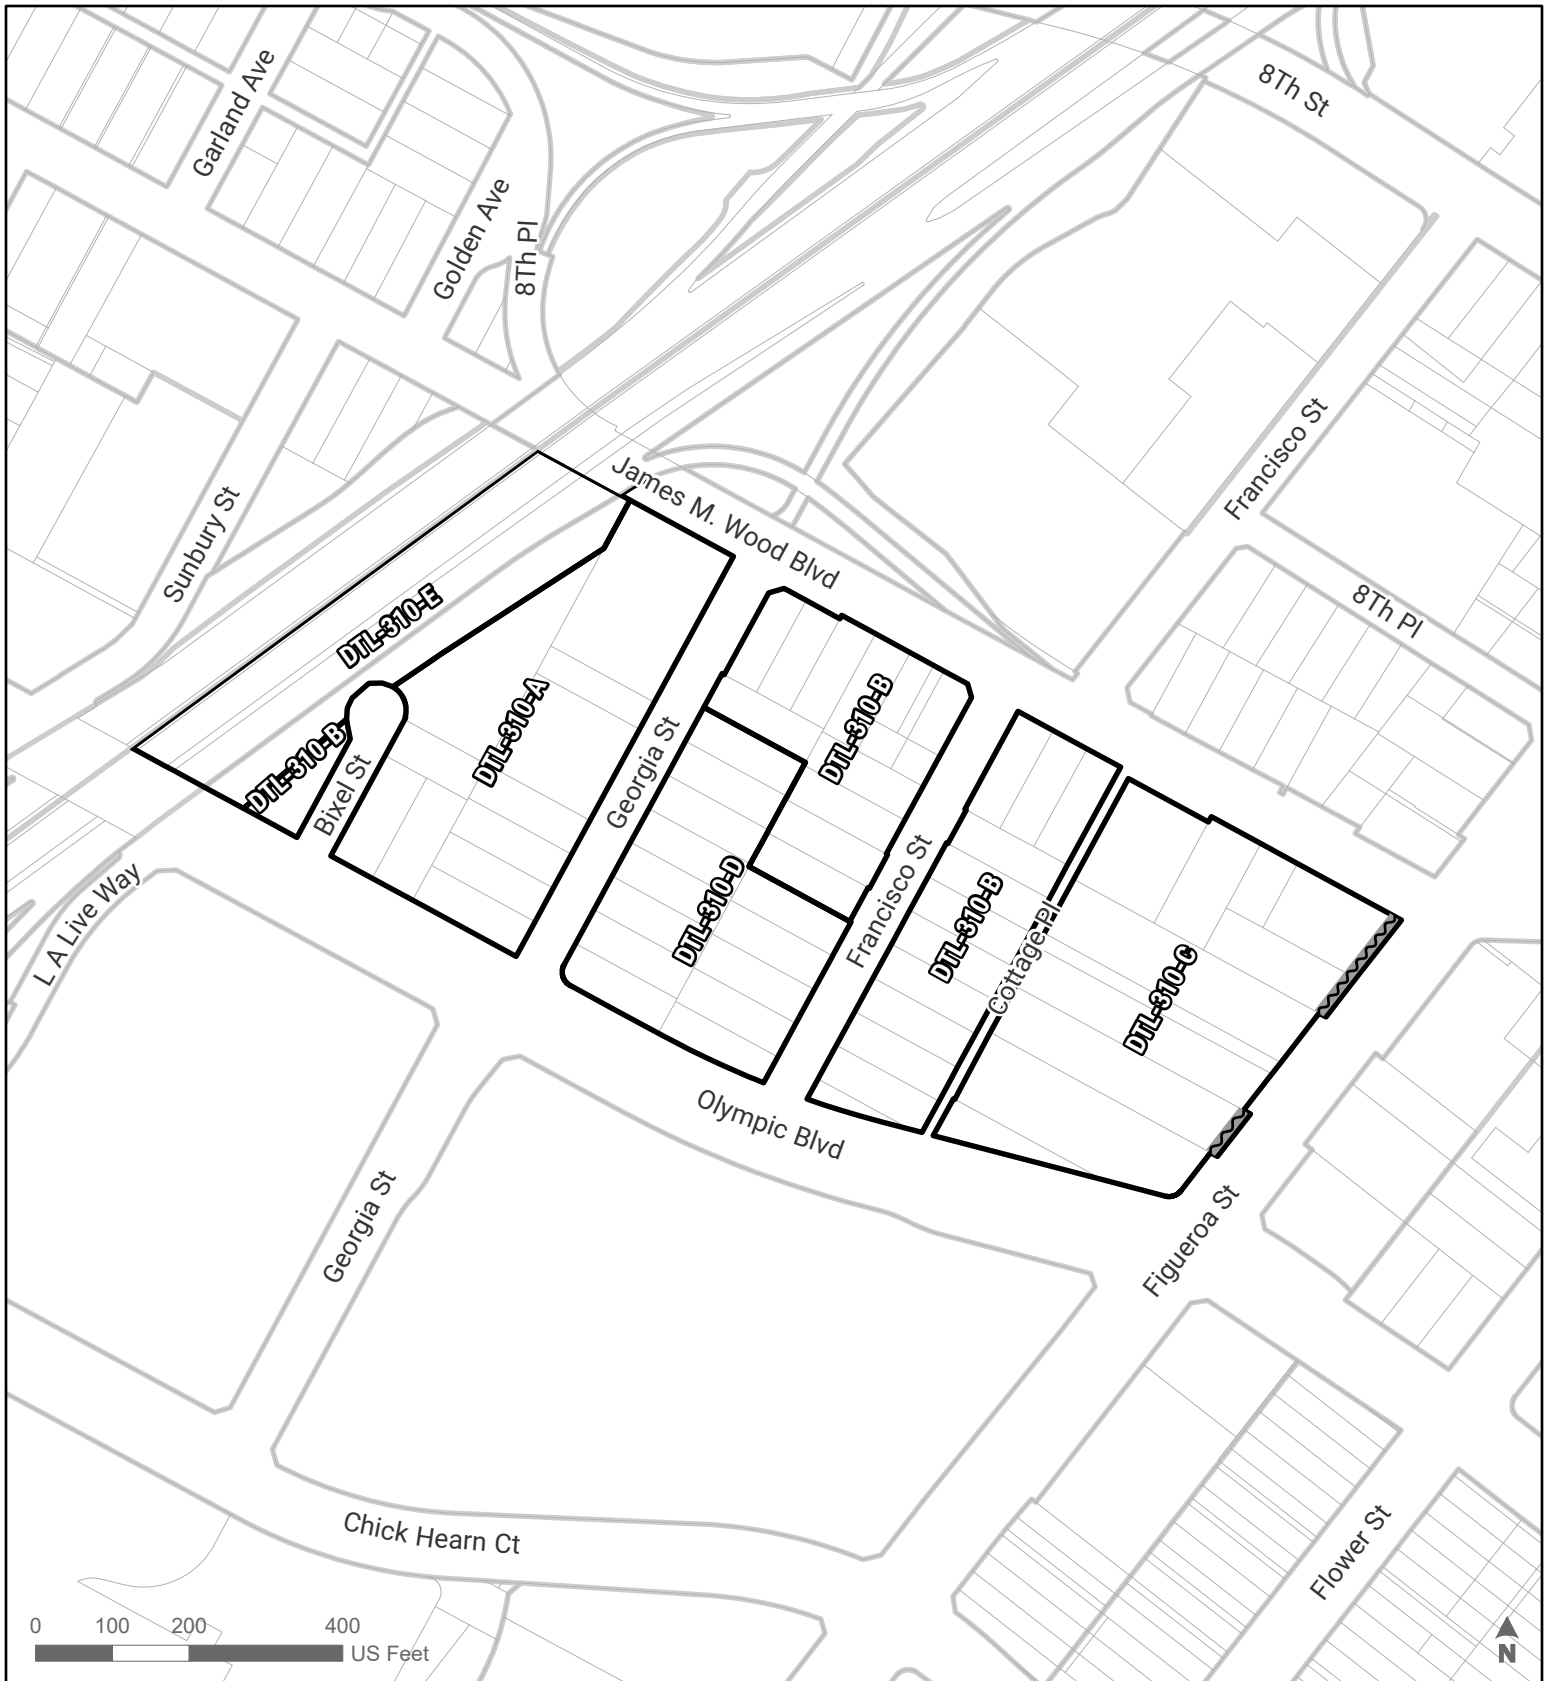 8Th St
Garland Ave
Golden Ave
8Th Pl
Francisco St
James M. Wood Blvd
Sunbury St
8Th Pl
DTL-310-E
DTL-310-A
DTL-310-B
DTL-310-B
Bixel St
Georgia St
DTL-310-D
Francisco St
DTL-310-B
Cottage Pl
DTL-310-C
L A Live Way
Olympic Blvd
Georgia St
Figueroa St
Chick Hearn Ct
Flower St
0 100 200 400
US Feet
N